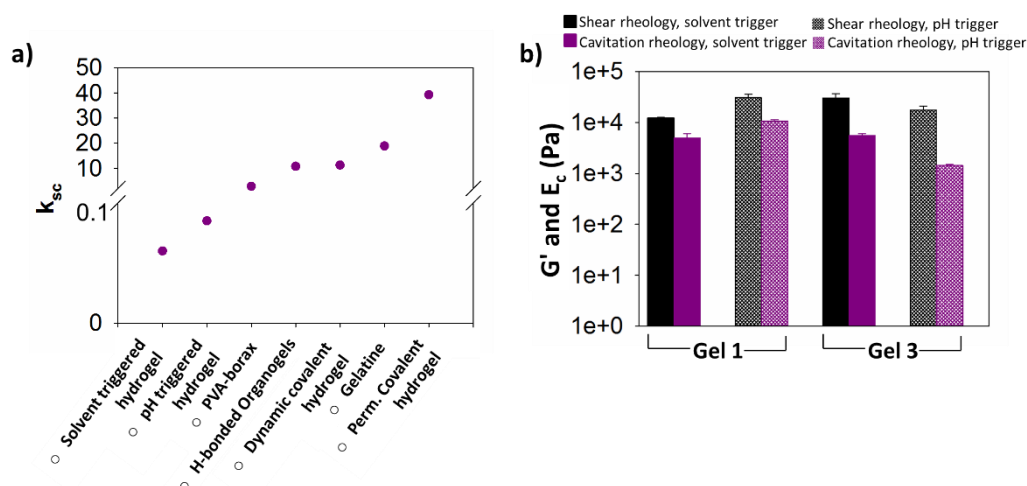 a)
50
40
30
20
10
0.1
0
ksc
Solvent triggered
hydrogel
pH triggered
hydrogel
PVA-borax
H-bonded Organogels
Dynamic covalent
hydrogel
Gelatine
Perm. Covalent
hydrogel
b)
Shear rheology, solvent trigger
Shear rheology, pH trigger
Cavitation rheology, solvent trigger
Cavitation rheology, pH trigger
1e+5
1e+4
1e+3
1e+2
1e+1
1e+0
G' and Ec (Pa)
Gel 1
Gel 3